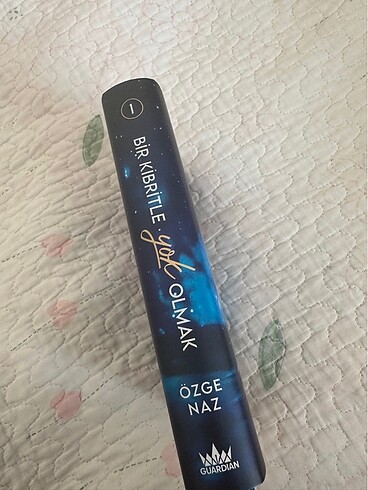 1
BİR KİBRİTLE yok OLMAK
ÖZGE
NAZ
GUARDIAN